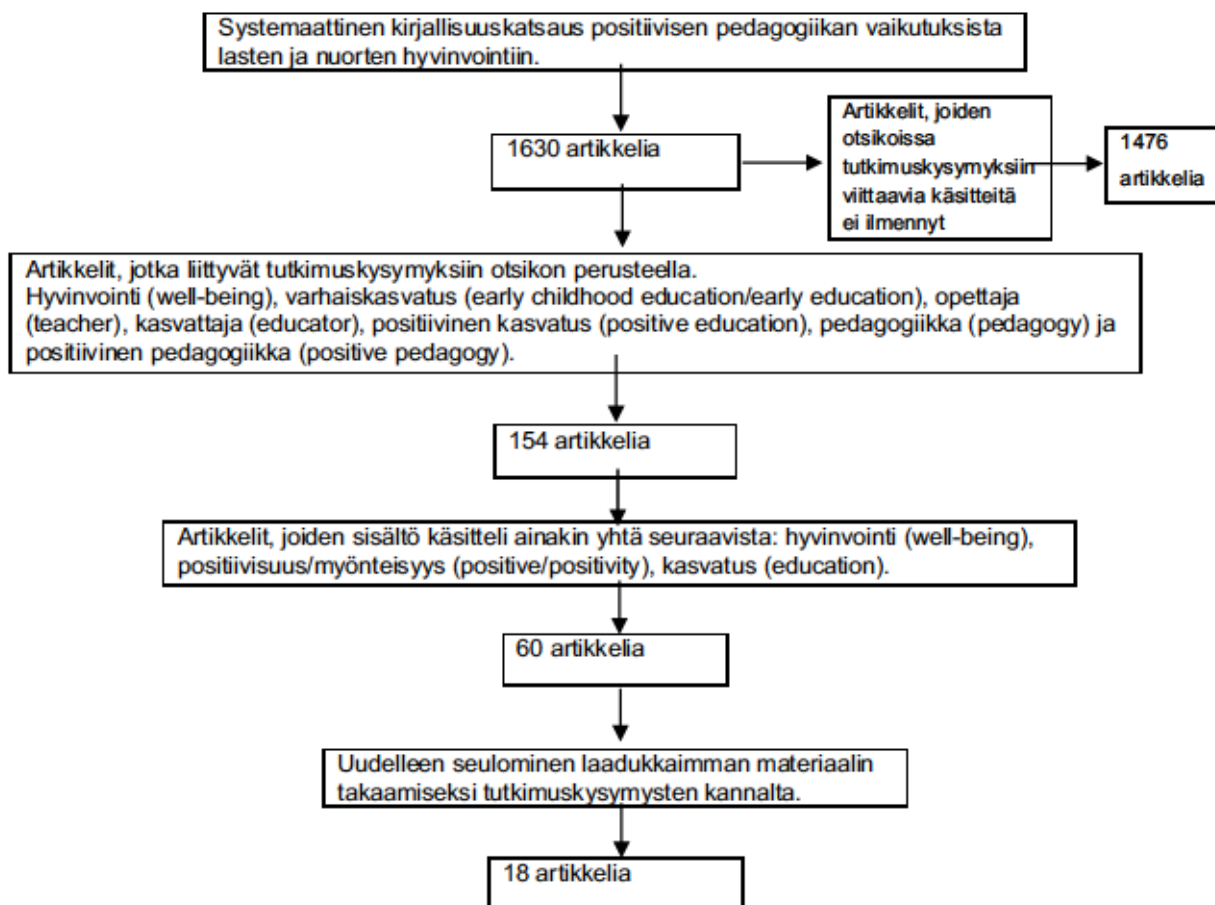 Systemaattinen kirjallisuuskatsaus positiivisen pedagogiikan vaikutuksista
lasten ja nuorten hyvinvointiin.
1630 artikkelia
Artikkelit, joiden
otsikoissa
tutkimuskysymyksiin
viittaavia käsitteitä
ei ilmennyt
1476
artikkelia
Artikkelit, jotka liittyvät tutkimuskysymyksiin otsikon perusteella.
Hyvinvointi (well-being), varhaiskasvatus (early childhood education/early education), opettaja
(teacher), kasvattaja (educator), positiivinen kasvatus (positive education), pedagogiikka (pedagogy) ja
positiivinen pedagogiikka (positive pedagogy).
154 artikkelia
Artikkelit, joiden sisältö käsitteli ainakin yhtä seuraavista: hyvinvointi (well-being),
positiivisuus/myönteisyys (positive/positivity), kasvatus (education).
60 artikkelia
Uudelleen seulominen laadukkaimman materiaalin
takaamiseksi tutkimuskysymysten kannalta.
18 artikkelia